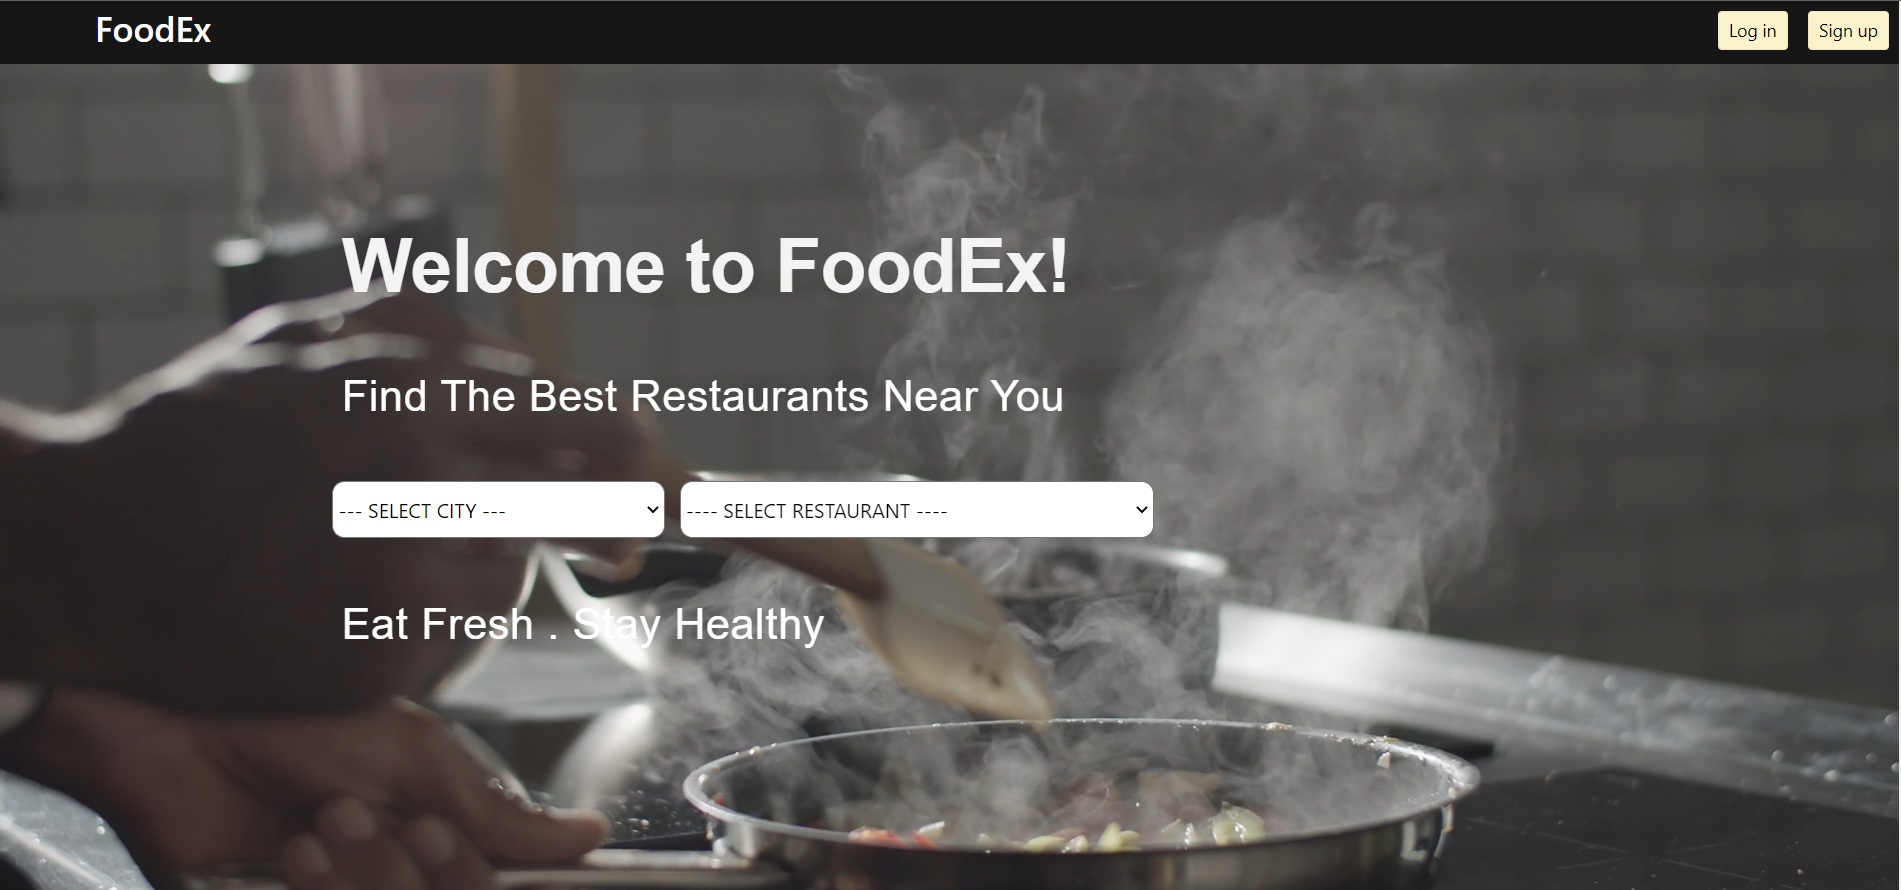 FoodEx
Log in
Sign up
Welcome to FoodEx!
Find The Best Restaurants Near You
--- SELECT CITY ---
---- SELECT RESTAURANT ----
Eat Fresh . Stay Healthy